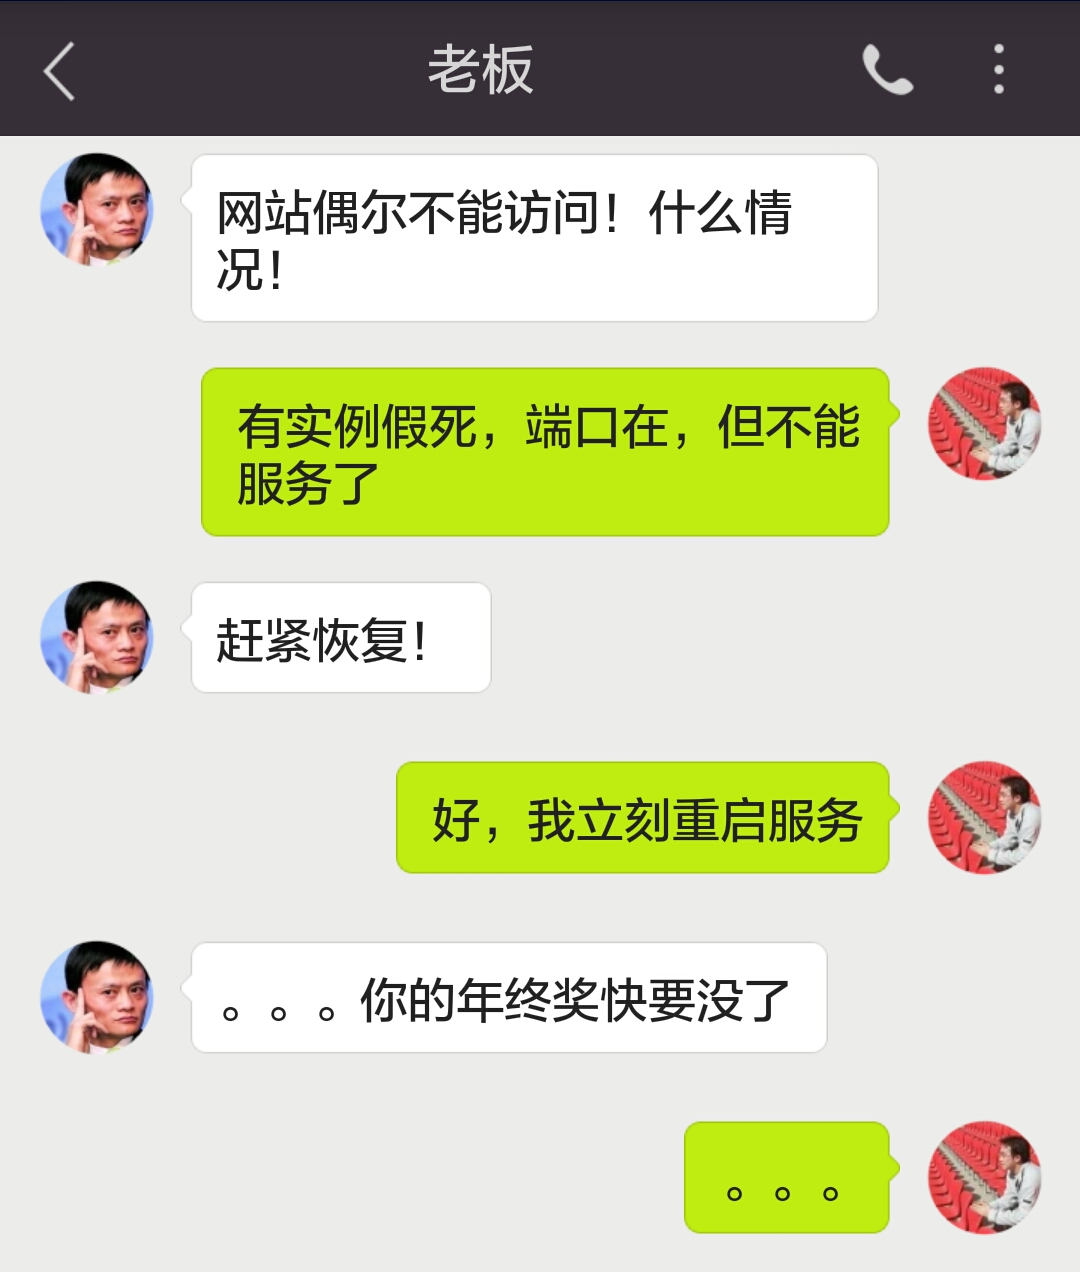 老板
网站偶尔不能访问！什么情
况！
有实例假死，端口在，但不能
服务了
赶紧恢复！
好，我立刻重启服务
。。。你的年终奖快要没了
。。。